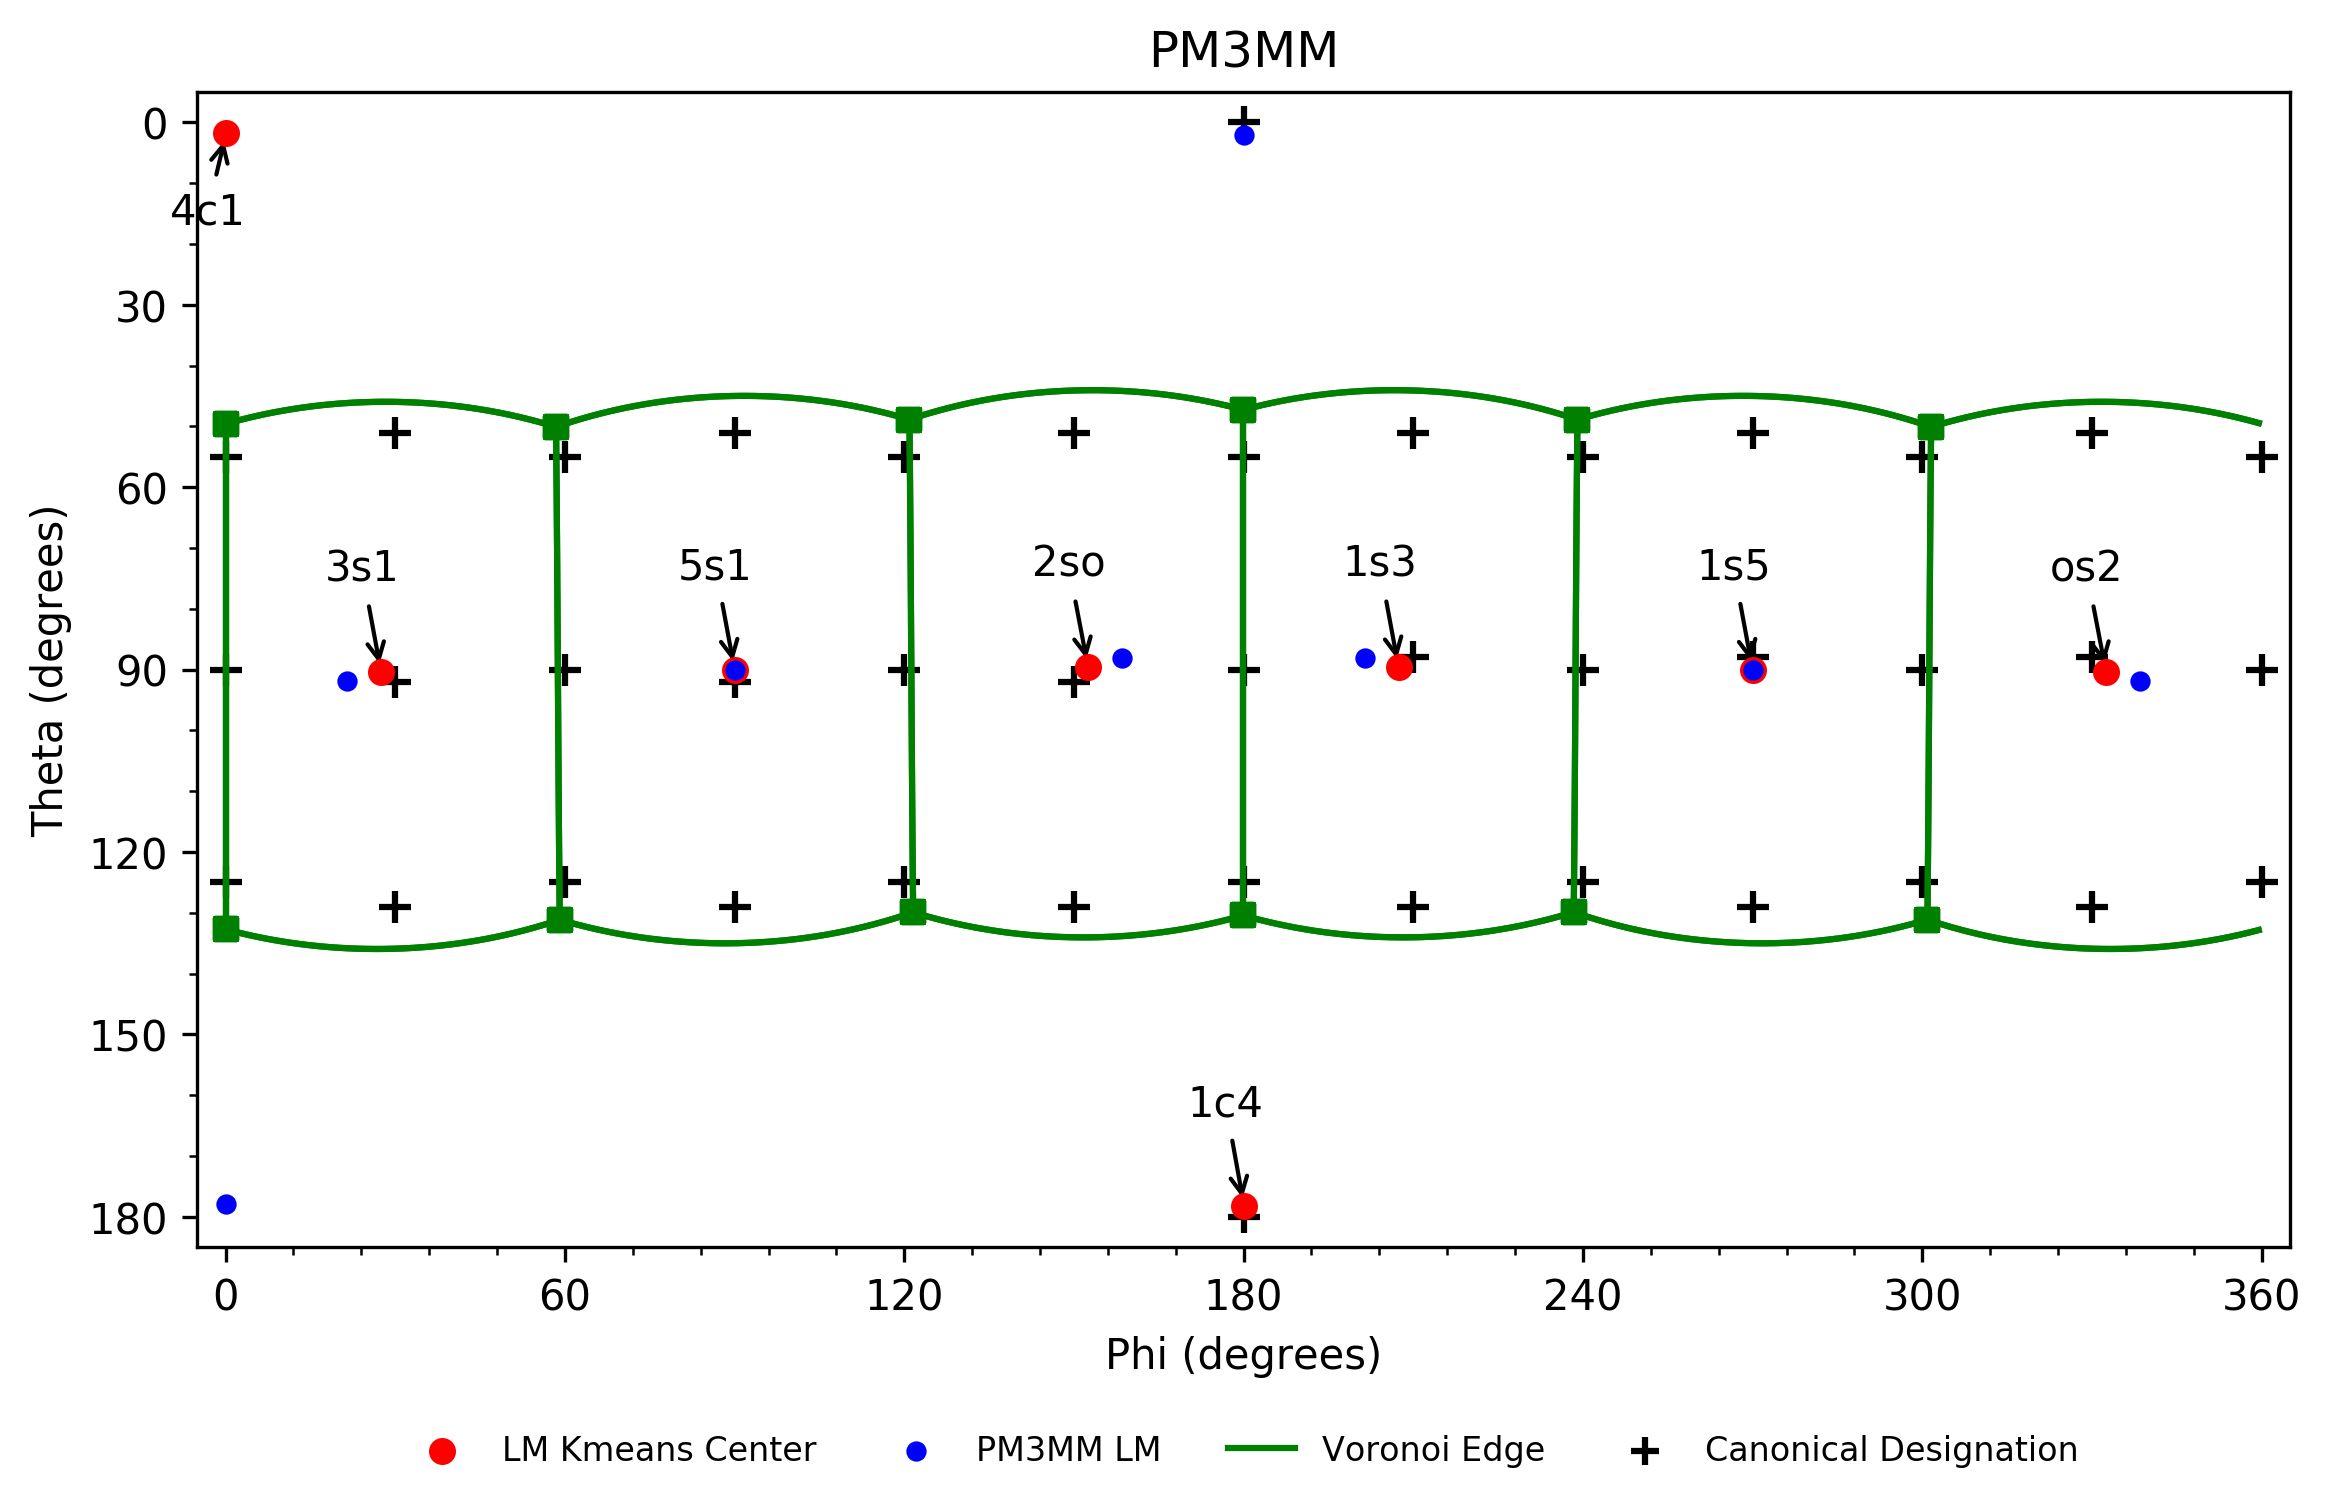 PM3MM
0
4c1
30
60
3s1
5s1
2so
1s3
1s5
os2
90
120
150
1c4
180
Theta (degrees)
0 60 120 180 240 300 360
Phi (degrees)
LM Kmeans Center PM3MM LM Voronoi Edge Canonical Designation